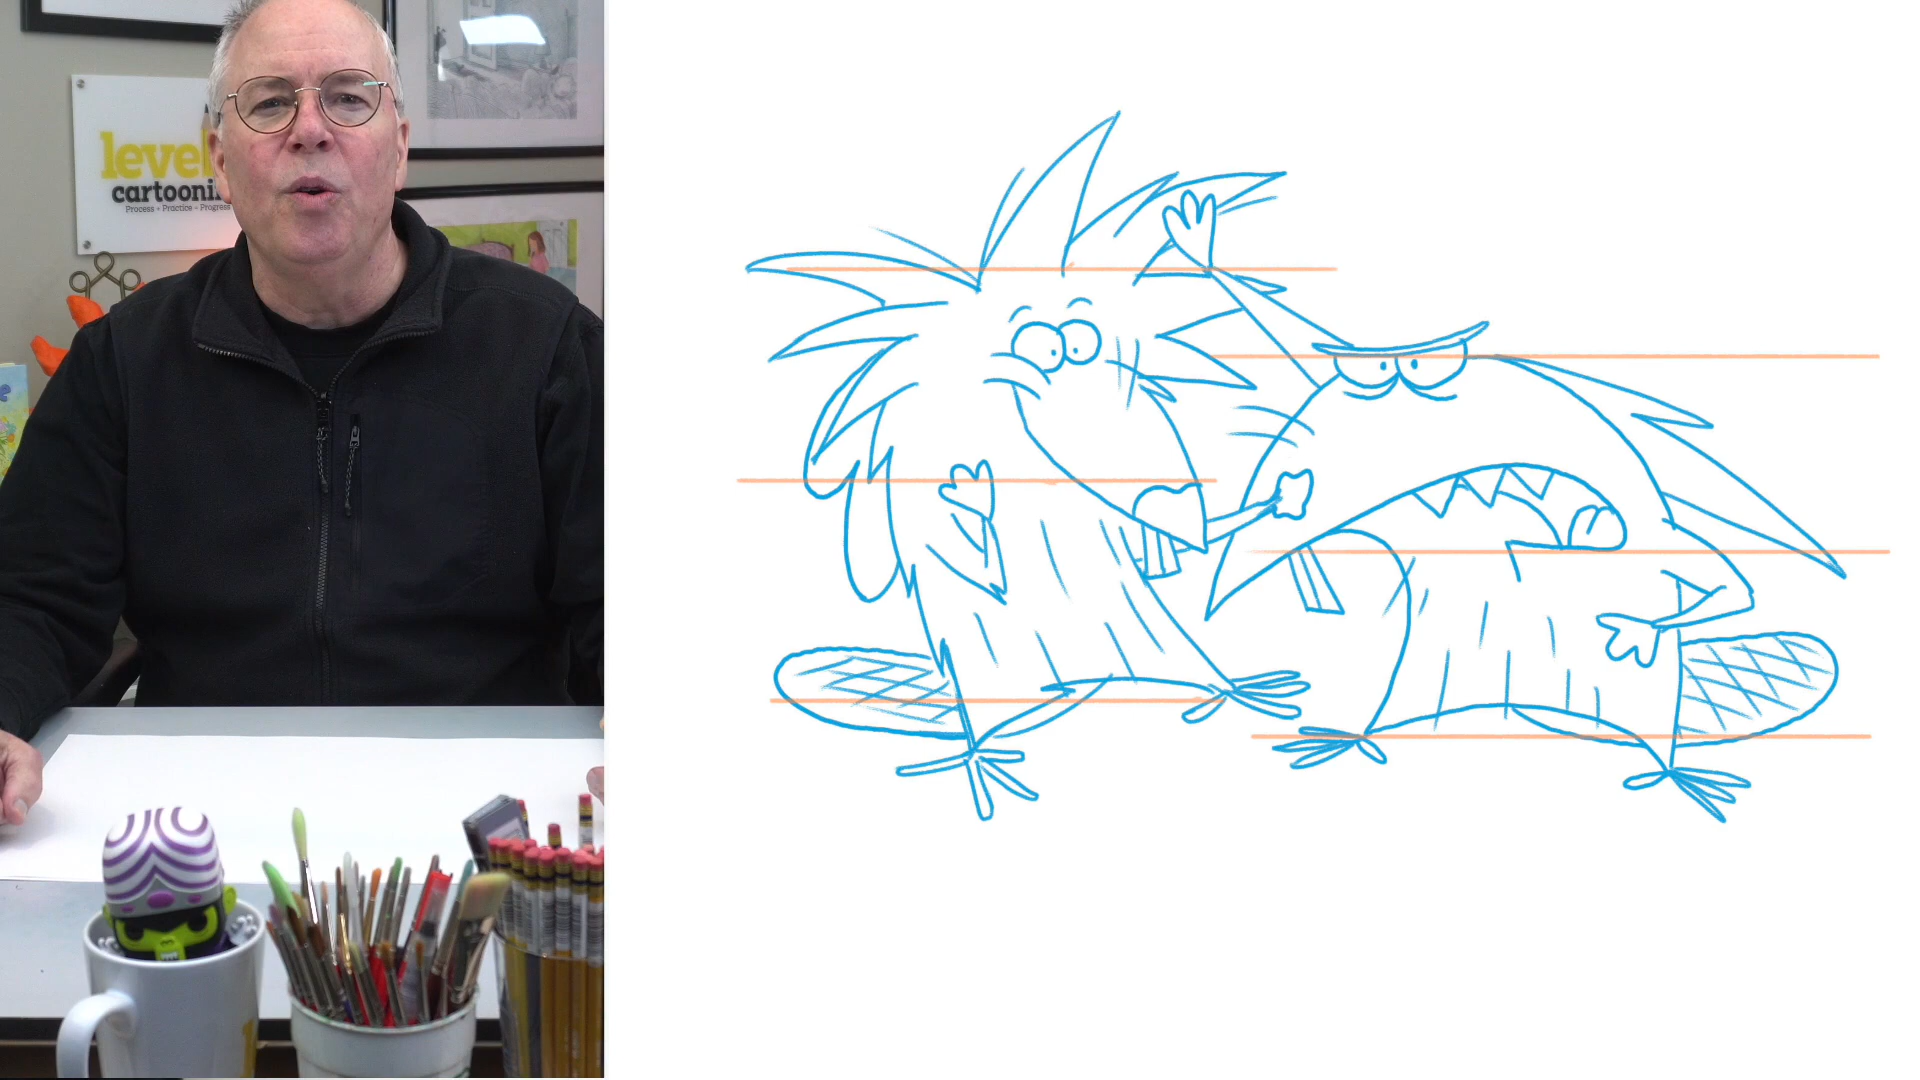 level
cartooni
Process + Practice = Progress